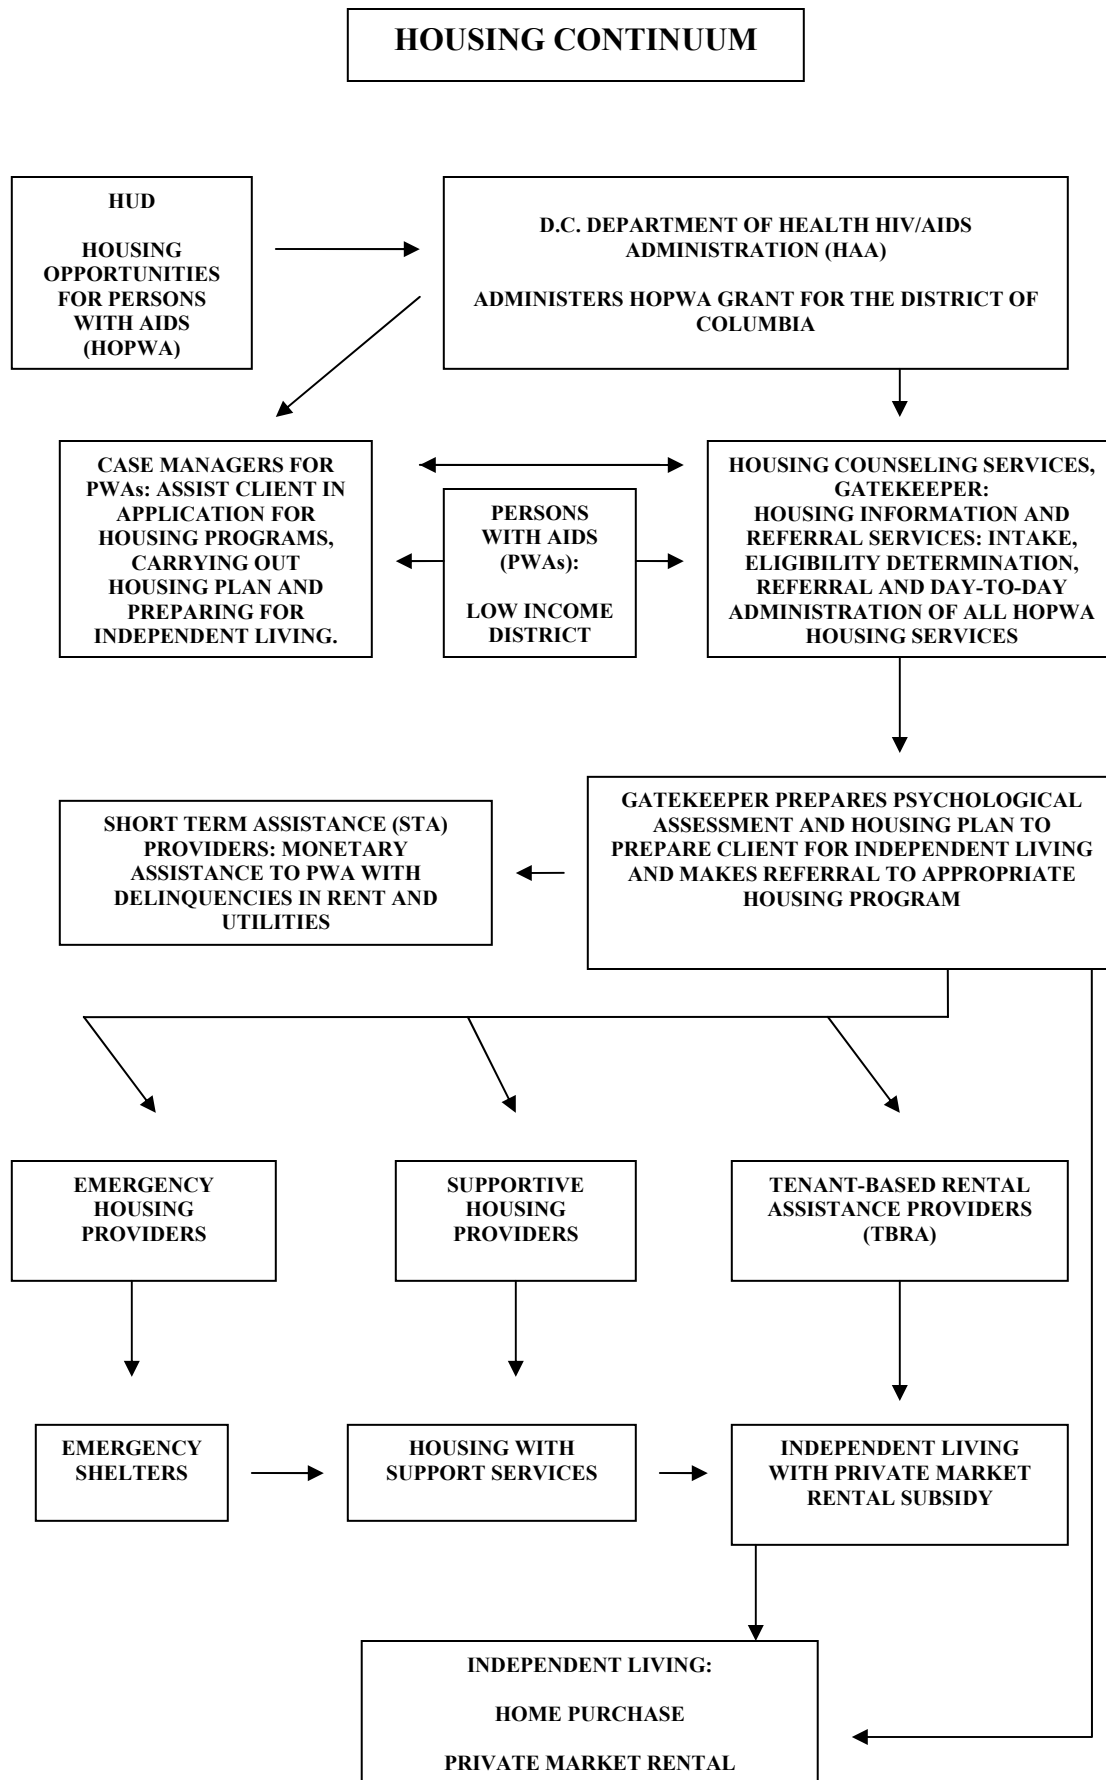 HOUSING CONTINUUM
HUD
HOUSING
OPPORTUNITIES
FOR PERSONS
WITH AIDS
(HOPWA)
D.C. DEPARTMENT OF HEALTH HIV/AIDS
ADMINISTRATION (HAA)
ADMINISTERS HOPWA GRANT FOR THE DISTRICT OF
COLUMBIA
CASE MANAGERS FOR
PWAs: ASSIST CLIENT IN
APPLICATION FOR
HOUSING PROGRAMS,
CARRYING OUT
HOUSING PLAN AND
PREPARING FOR
INDEPENDENT LIVING.
PERSONS
WITH AIDS
(PWAs):
LOW INCOME
DISTRICT
HOUSING COUNSELING SERVICES,
GATEKEEPER:
HOUSING INFORMATION AND
REFERRAL SERVICES: INTAKE,
ELIGIBILITY DETERMINATION,
REFERRAL AND DAY-TO-DAY
ADMINISTRATION OF ALL HOPWA
HOUSING SERVICES
SHORT TERM ASSISTANCE (STA)
PROVIDERS: MONETARY
ASSISTANCE TO PWA WITH
DELINQUENCIES IN RENT AND
UTILITIES
GATEKEEPER PREPARES PSYCHOLOGICAL
ASSESSMENT AND HOUSING PLAN TO
PREPARE CLIENT FOR INDEPENDENT LIVING
AND MAKES REFERRAL TO APPROPRIATE
HOUSING PROGRAM
EMERGENCY
HOUSING
PROVIDERS
SUPPORTIVE
HOUSING
PROVIDERS
TENANT-BASED RENTAL
ASSISTANCE PROVIDERS
(TBRA)
EMERGENCY
SHELTERS
HOUSING WITH
SUPPORT SERVICES
INDEPENDENT LIVING
WITH PRIVATE MARKET
RENTAL SUBSIDY
INDEPENDENT LIVING:
HOME PURCHASE
PRIVATE MARKET RENTAL